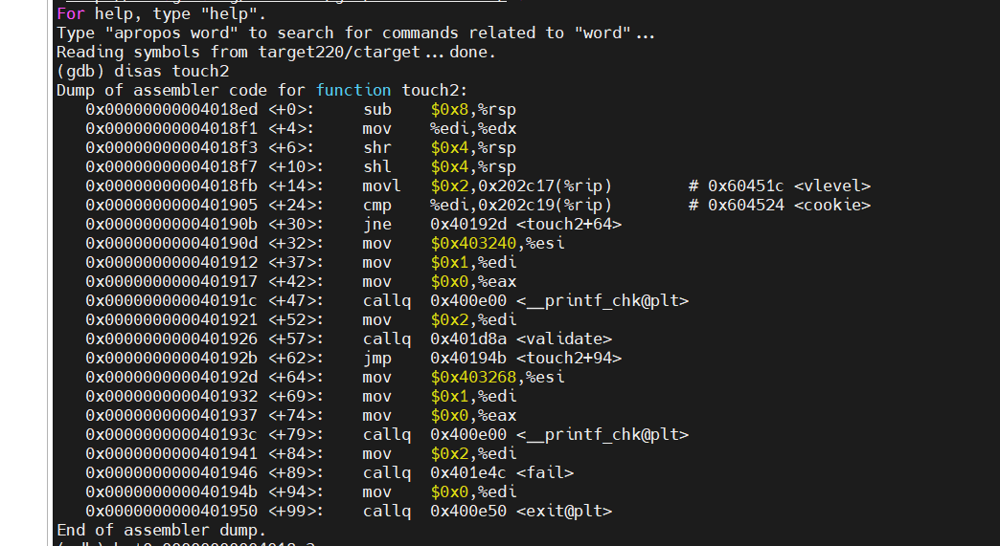 For help, type "help".
Type "apropos word" to search for commands related to "word"...
Reading symbols from target220/ctarget...done.
(gdb) disas touch2
Dump of assembler code for function touch2:
   0x00000000004018ed <+0>:     sub    $0x8,%rsp
   0x00000000004018f1 <+4>:     mov    %edi,%edx
   0x00000000004018f3 <+6>:     shr    $0x4,%rsp
   0x00000000004018f7 <+10>:    shl    $0x4,%rsp
   0x00000000004018fb <+14>:    movl   $0x2,0x202c17(%rip)        # 0x60451c <vlevel>
   0x0000000000401905 <+24>:    cmp    %edi,0x202c19(%rip)        # 0x604524 <cookie>
   0x000000000040190b <+30>:    jne    0x40192d <touch2+64>
   0x000000000040190d <+32>:    mov    $0x403240,%esi
   0x0000000000401912 <+37>:    mov    $0x1,%edi
   0x0000000000401917 <+42>:    mov    $0x0,%eax
   0x000000000040191c <+47>:    callq  0x400e00 <__printf_chk@plt>
   0x0000000000401921 <+52>:    mov    $0x2,%edi
   0x0000000000401926 <+57>:    callq  0x401d8a <validate>
   0x000000000040192b <+62>:    jmp    0x40194b <touch2+94>
   0x000000000040192d <+64>:    mov    $0x403268,%esi
   0x0000000000401932 <+69>:    mov    $0x1,%edi
   0x0000000000401937 <+74>:    mov    $0x0,%eax
   0x000000000040193c <+79>:    callq  0x400e00 <__printf_chk@plt>
   0x0000000000401941 <+84>:    mov    $0x2,%edi
   0x0000000000401946 <+89>:    callq  0x401e4c <fail>
   0x000000000040194b <+94>:    mov    $0x0,%edi
   0x0000000000401950 <+99>:    callq  0x400e50 <exit@plt>
End of assembler dump.